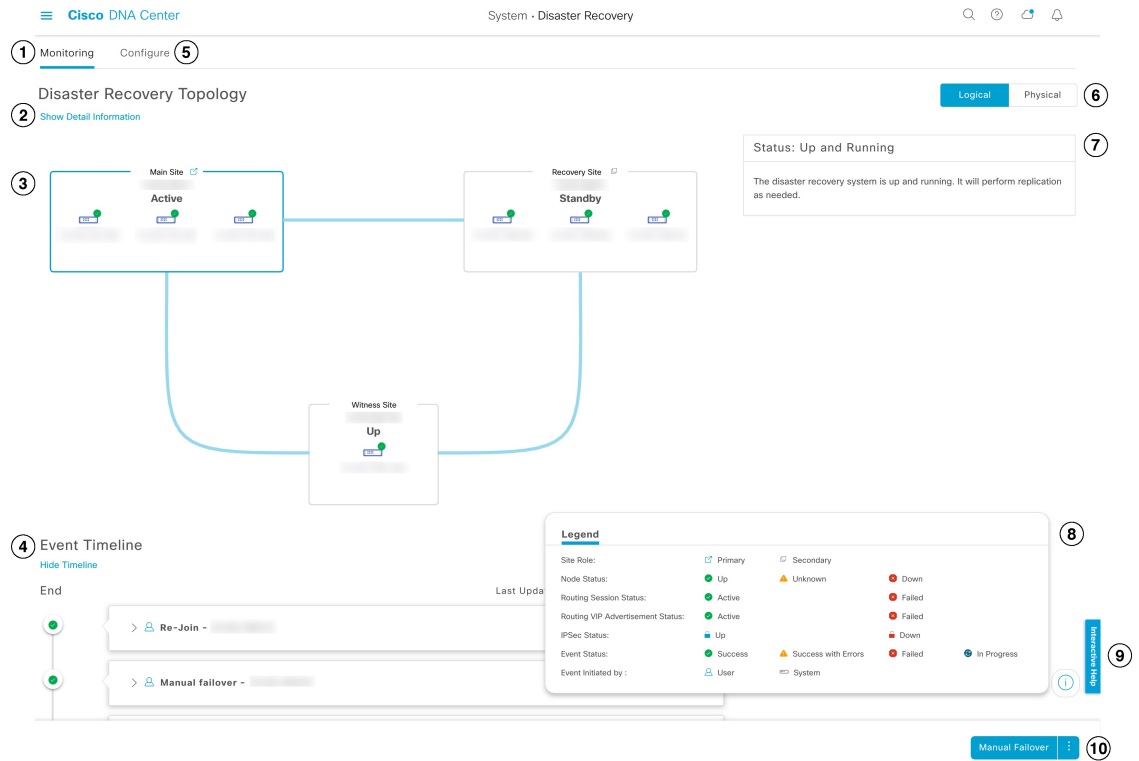 Cisco DNA Center
System · Disaster Recovery
1 Monitoring
Configure 5
Disaster Recovery Topology
Logical
Physical
6
2 Show Detail Information
Status: Up and Running
7
The disaster recovery system is up and running. It will perform replication
as needed.
3
Main Site
Active
Recovery Site
Standby
Witness Site
Up
4 Event Timeline
Hide Timeline
End
Last Upda
Re-Join -
Manual failover -
Legend
8
Site Role: Primary Secondary
Node Status: Up Unknown Down
Routing Session Status: Active Failed
Routing VIP Advertisement Status: Active Failed
IPSec Status: Up Down
Event Status: Success Success with Errors Failed In Progress
Event Initiated by : User System
Interactive Help
9
Manual Failover
10